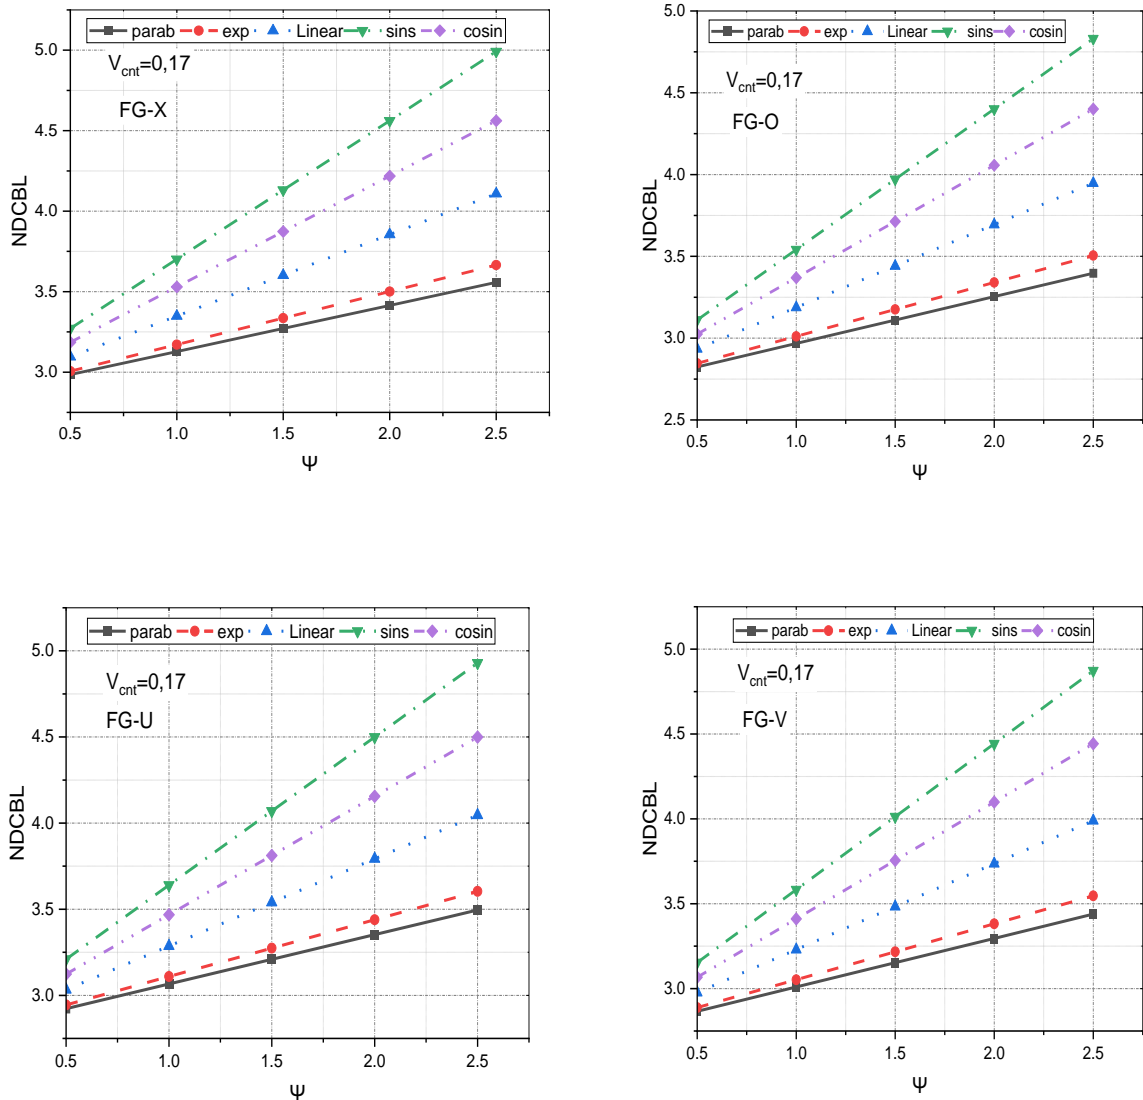 parab exp Linear sins cosin
V_cnt=0,17
FG-X
NDCBL
5.0
4.5
4.0
3.5
3.0
0.5 1.0 1.5 2.0 2.5
Ψ
parab exp Linear sins cosin
V_cnt=0,17
FG-O
NDCBL
5.0
4.5
4.0
3.5
3.0
2.5
0.5 1.0 1.5 2.0 2.5
Ψ
parab exp Linear sins cosin
V_cnt=0,17
FG-U
NDCBL
5.0
4.5
4.0
3.5
3.0
0.5 1.0 1.5 2.0 2.5
Ψ
parab exp Linear sins cosin
V_cnt=0,17
FG-V
NDCBL
5.0
4.5
4.0
3.5
3.0
0.5 1.0 1.5 2.0 2.5
Ψ